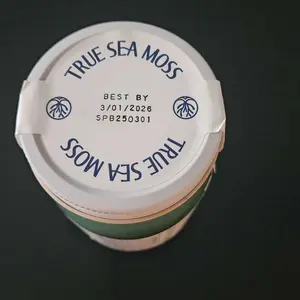 TRUE SEA MOSS
BEST BY
3/01/2026
SPB250301
TRUE SEA MOSS